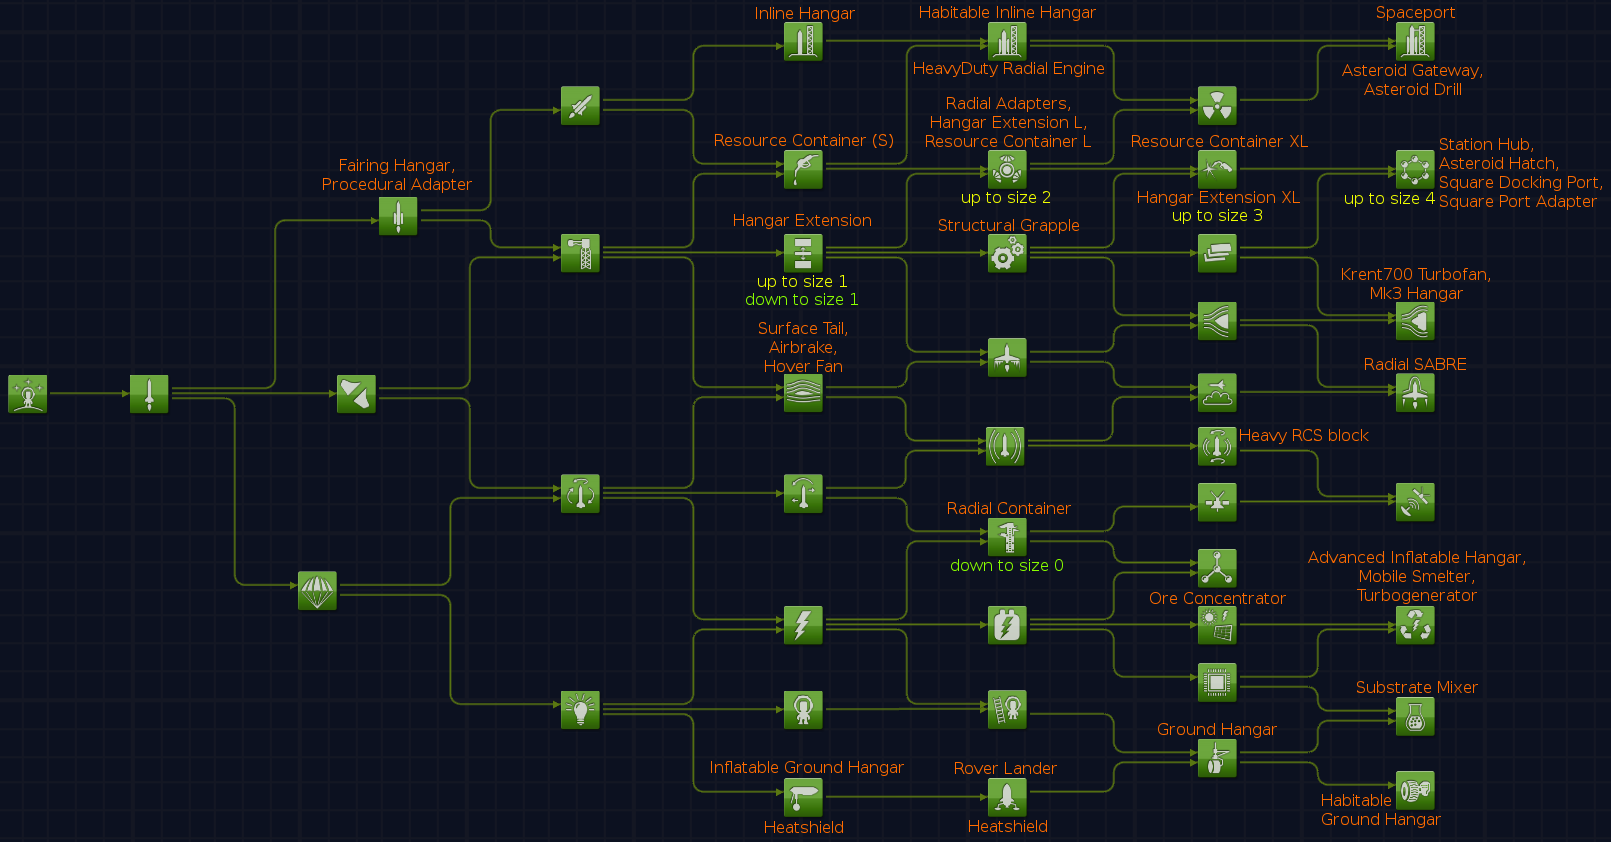 Inline Hangar
Habitable Inline Hangar
Spaceport
HeavyDuty Radial Engine
Asteroid Gateway,
Asteroid Drill
Radial Adapters,
Hangar Extension L,
Resource Container L
Resource Container (S)
Resource Container XL
Station Hub,
Asteroid Hatch,
Square Docking Port,
Square Port Adapter
Fairing Hangar,
Procedural Adapter
up to size 2
Hangar Extension XL
up to size 3
up to size 4
Hangar Extension
Structural Grapple
up to size 1
down to size 1
Krent700 Turbofan,
Mk3 Hangar
Surface Tail,
Airbrake,
Hover Fan
Radial SABRE
Heavy RCS block
Radial Container
down to size 0
Advanced Inflatable Hangar,
Mobile Smelter,
Turbogenerator
Ore Concentrator
Substrate Mixer
Ground Hangar
Inflatable Ground Hangar
Rover Lander
Habitable
Ground Hangar
Heatshield
Heatshield